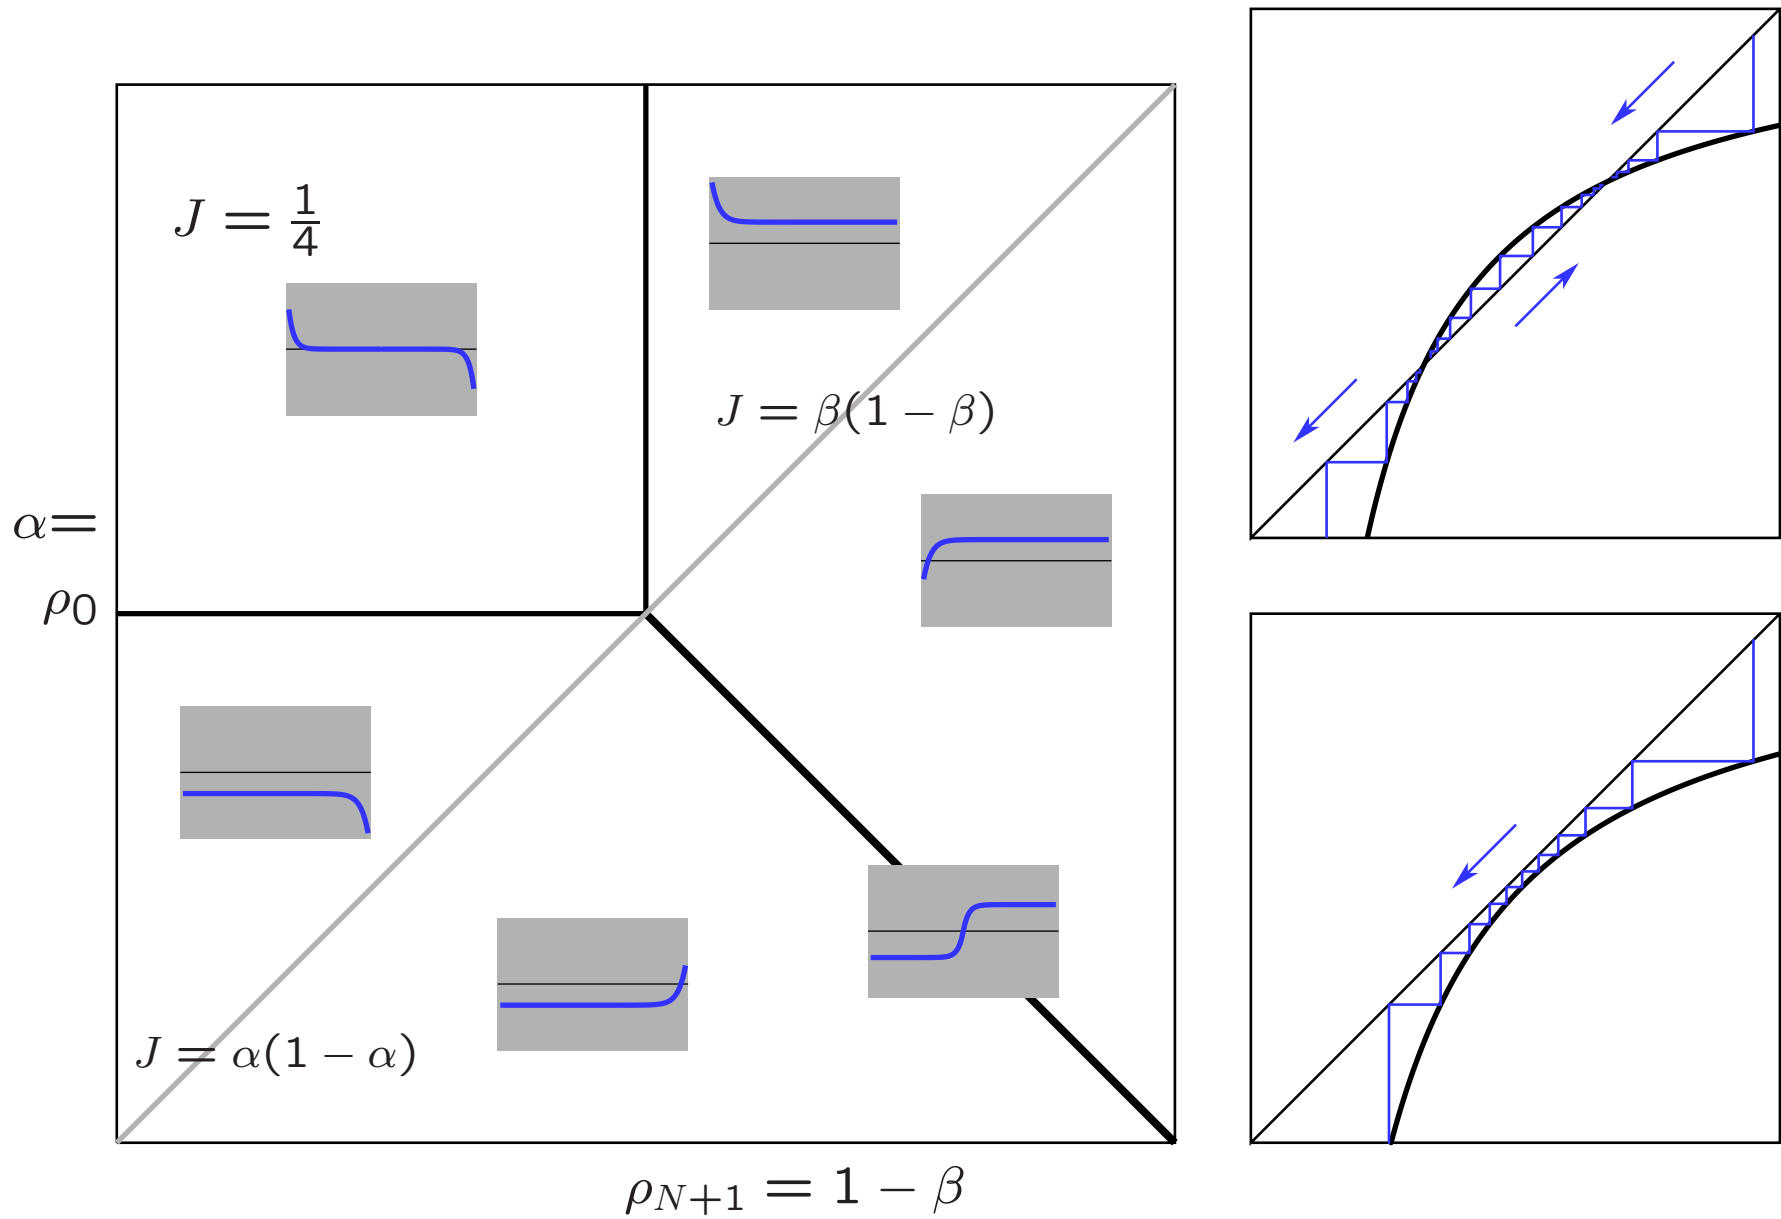 J = 1/4
J = β(1 − β)
α=
ρ0
J = α(1 − α)
ρN+1 = 1 − β